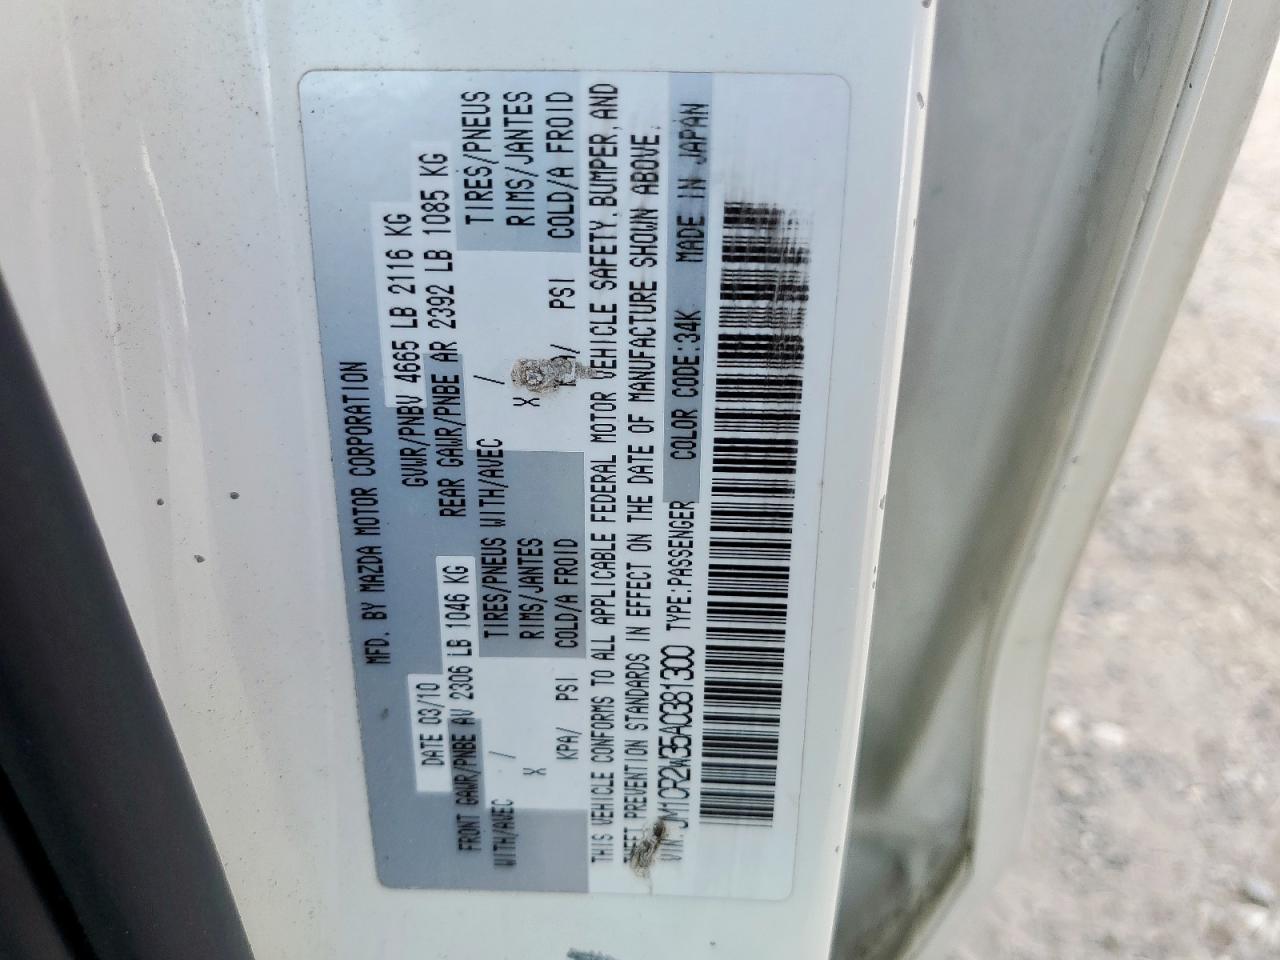 MFD. BY MAZDA MOTOR CORPORATION
DATE 03/10 GVWR/PNBV 4665 LB 2116 KG
FRONT GAWR/PNBE AV 2306 LB 1046 KG REAR GAWR/PNBE AR 2392 LB 1085 KG
WITH/AVEC / TIRES/PNEUS WITH/AVEC / TIRES/PNEUS
X RIMS/JANTES X RIMS/JANTES
KPA/ PSI COLD/A FROID / PSI COLD/A FROID
THIS VEHICLE CONFORMS TO ALL APPLICABLE FEDERAL MOTOR VEHICLE SAFETY, BUMPER, AND
THEFT PREVENTION STANDARDS IN EFFECT ON THE DATE OF MANUFACTURE SHOWN ABOVE.
VIN: JM1CR2W35A0381300 TYPE:PASSENGER COLOR CODE:34K MADE IN JAPAN